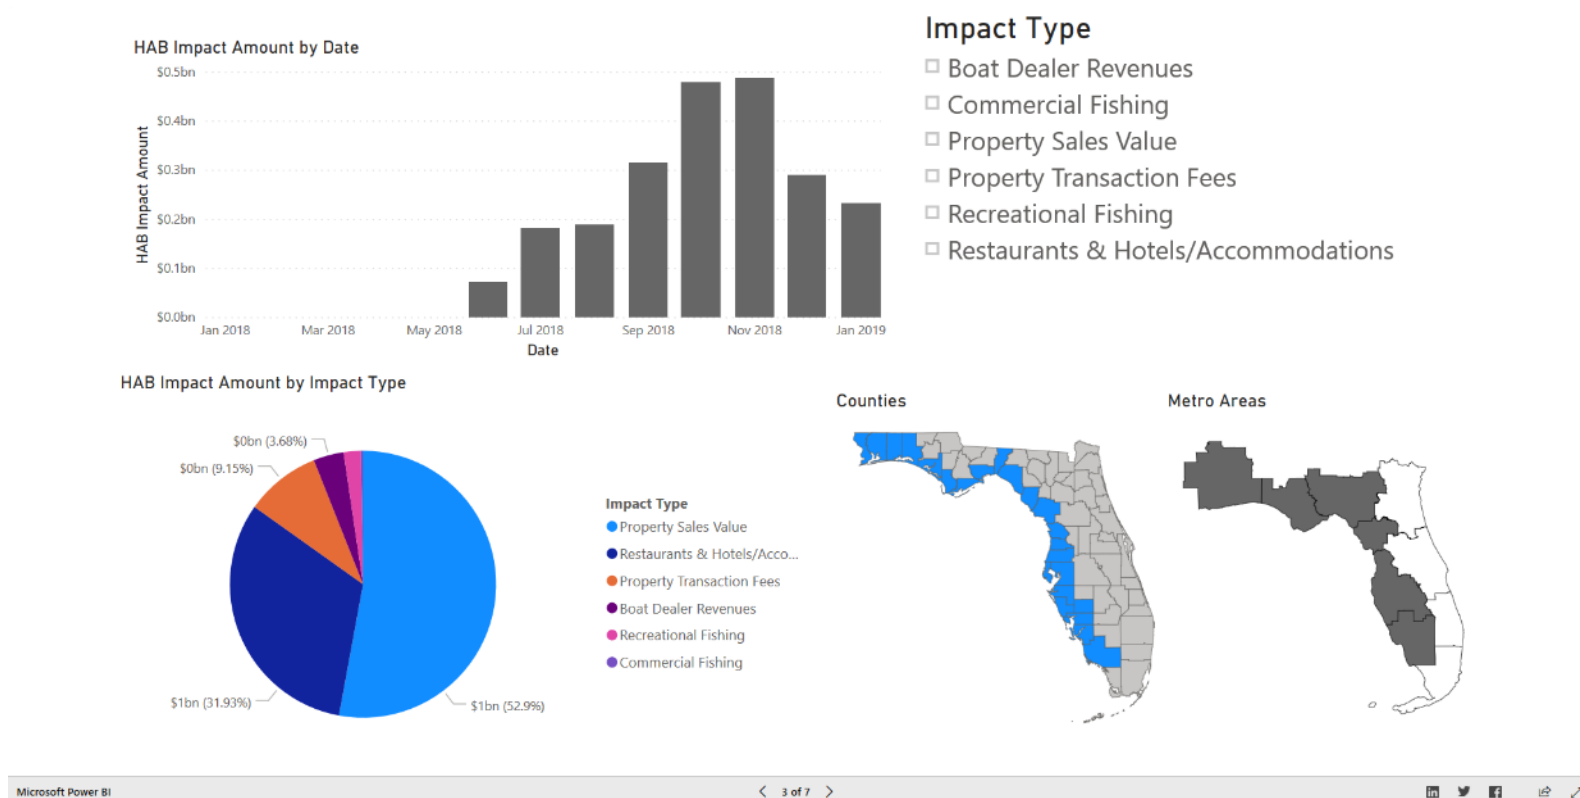 HAB Impact Amount by Date
HAB Impact Amount
$0.5bn
$0.4bn
$0.3bn
$0.2bn
$0.1bn
$0.0bn
Jan 2018 Mar 2018 May 2018 Jul 2018 Sep 2018 Nov 2018 Jan 2019
Date
Impact Type
Boat Dealer Revenues
Commercial Fishing
Property Sales Value
Property Transaction Fees
Recreational Fishing
Restaurants & Hotels/Accommodations
HAB Impact Amount by Impact Type
$0bn (3.68%)
$0bn (9.15%)
$1bn (31.93%)
$1bn (52.9%)
Impact Type
Property Sales Value
Restaurants & Hotels/Acco...
Property Transaction Fees
Boat Dealer Revenues
Recreational Fishing
Commercial Fishing
Counties
Metro Areas
Microsoft Power BI
3 of 7